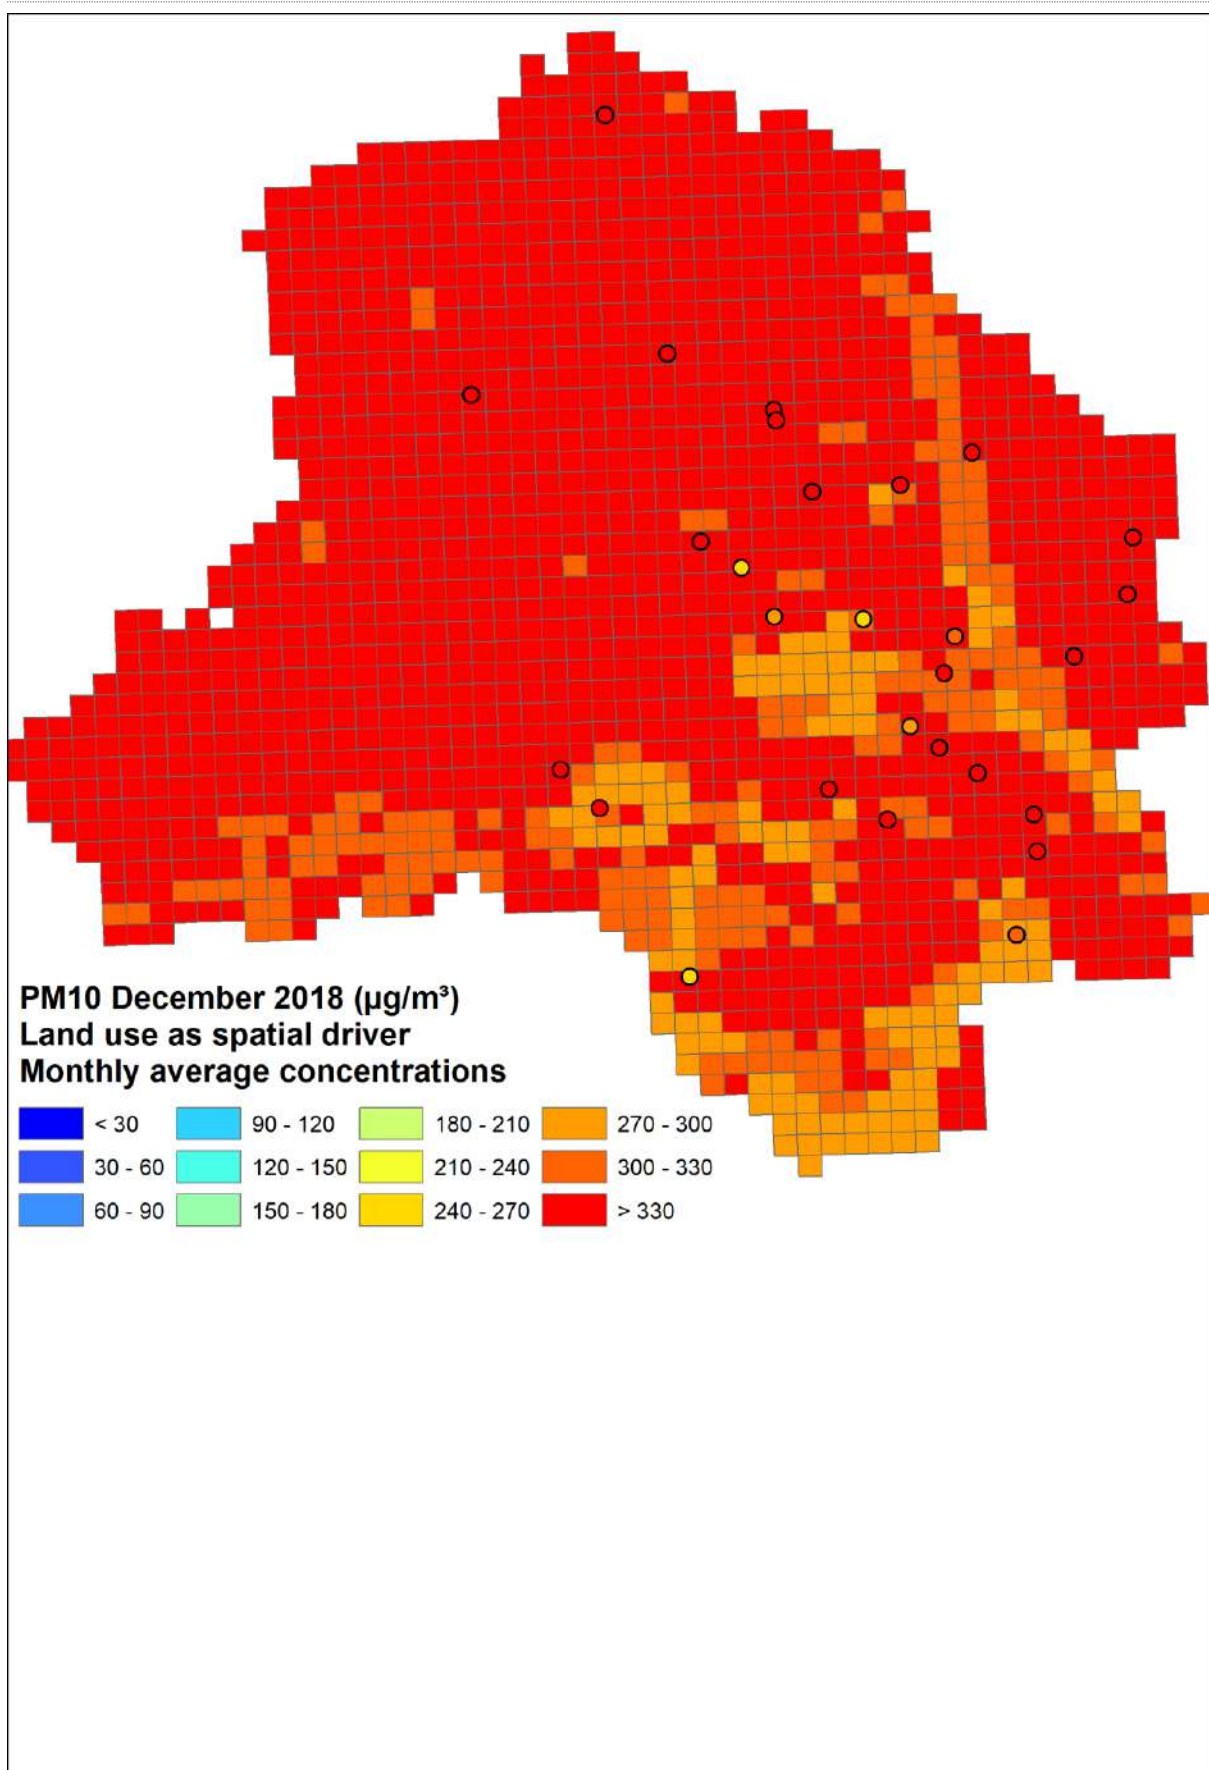 PM10 December 2018 (µg/m³)
Land use as spatial driver
Monthly average concentrations
< 30 90 - 120 180 - 210 270 - 300
30 - 60 120 - 150 210 - 240 300 - 330
60 - 90 150 - 180 240 - 270 > 330